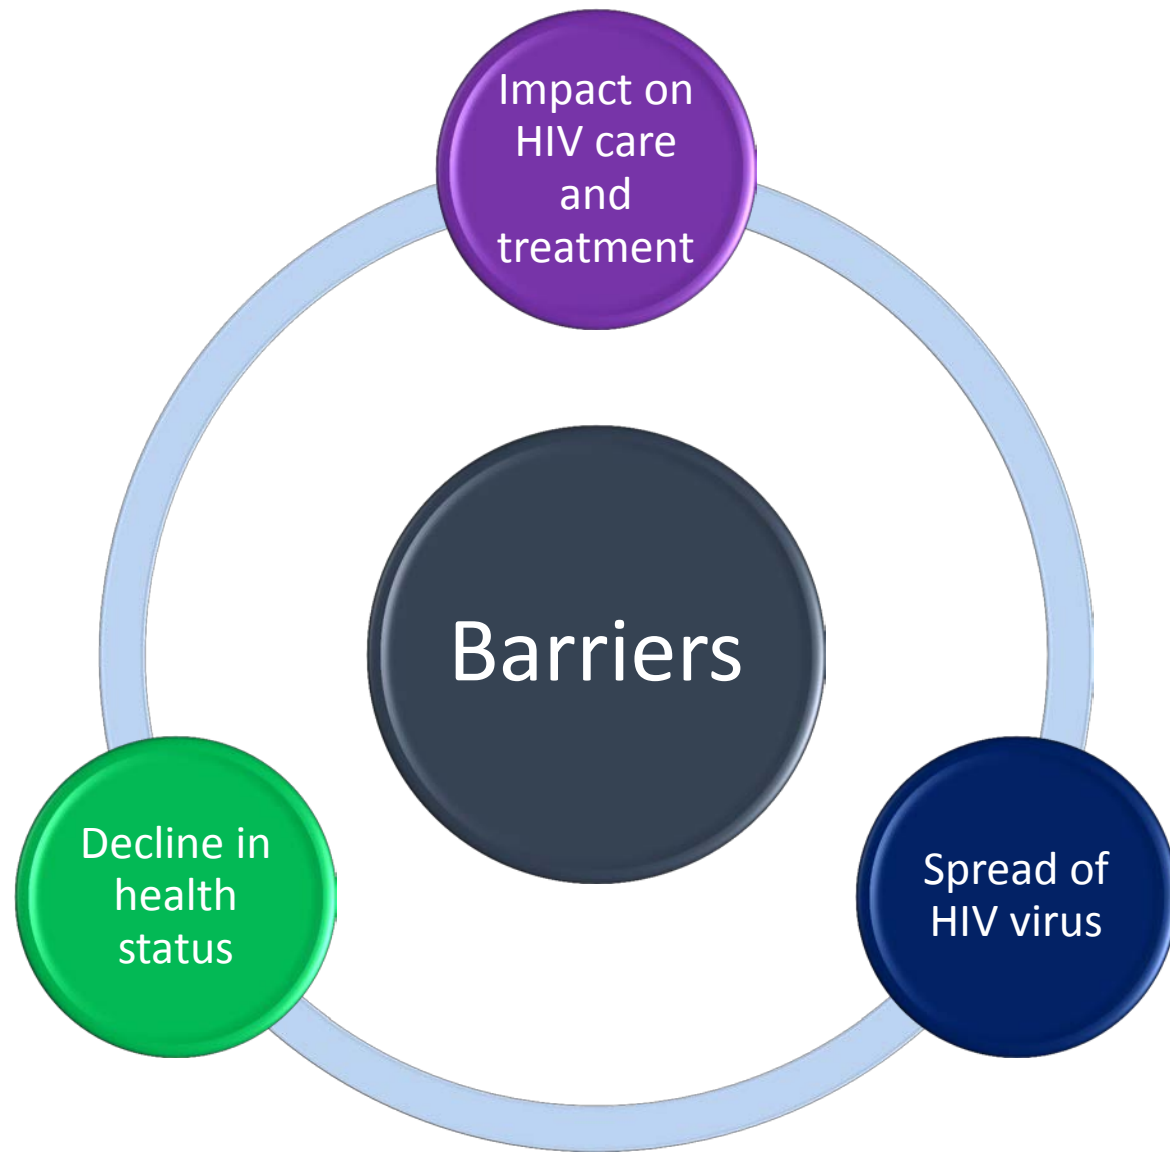 Impact on
HIV care
and
treatment
Barriers
Decline in
health
status
Spread of
HIV virus